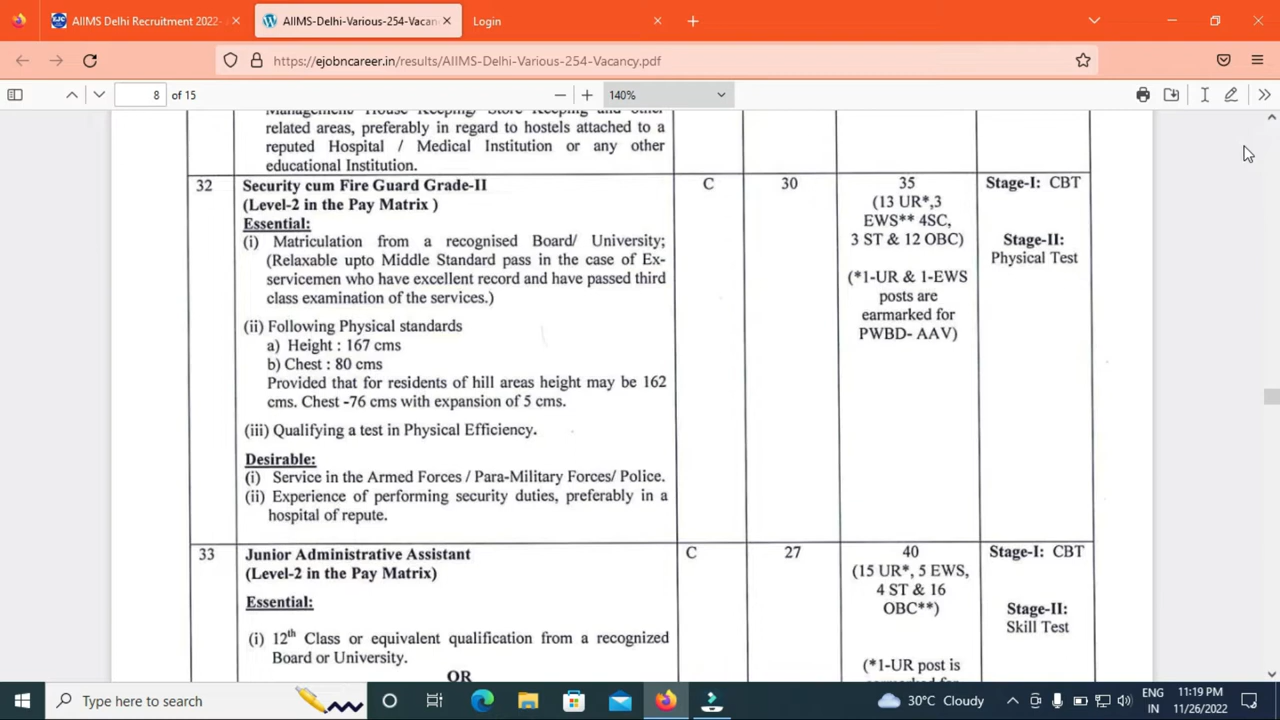 AIIMS Delhi Recruitment 2022-
AIIMS-Delhi-Various-254-Vacan
Login
https://ejobncareer.in/results/AIIMS-Delhi-Various-254-Vacancy.pdf
8 of 15
140%
related areas, preferably in regard to hostels attached to a
reputed Hospital / Medical Institution or any other
educational Institution.
32
Security cum Fire Guard Grade-II
(Level-2 in the Pay Matrix )
Essential:
(i) Matriculation from a recognised Board/ University;
(Relaxable upto Middle Standard pass in the case of Ex-
servicemen who have excellent record and have passed third
class examination of the services.)
(ii) Following Physical standards
a) Height : 167 cms
b) Chest : 80 cms
Provided that for residents of hill areas height may be 162
cms. Chest -76 cms with expansion of 5 cms.
(iii) Qualifying a test in Physical Efficiency.
Desirable:
(i) Service in the Armed Forces / Para-Military Forces/ Police.
(ii) Experience of performing security duties, preferably in a
hospital of repute.
C
30
35
(13 UR*,3
EWS** 4SC,
3 ST & 12 OBC)
(*1-UR & 1-EWS
posts are
earmarked for
PWBD- AAV)
Stage-I: CBT
Stage-II:
Physical Test
33
Junior Administrative Assistant
(Level-2 in the Pay Matrix)
Essential:
(i) 12th Class or equivalent qualification from a recognized
Board or University.
OR
C
27
40
(15 UR*, 5 EWS,
4 ST & 16
OBC**)
(*1-UR post is
Stage-I: CBT
Stage-II:
Skill Test
Type here to search
30°C Cloudy
ENG
IN
11:19 PM
11/26/2022